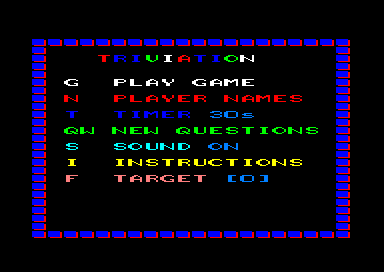 TRIVIATION
G PLAY GAME
N PLAYER NAMES
T TIMER 30s
QW NEW QUESTIONS
S SOUND ON
I INSTRUCTIONS
F TARGET [0]